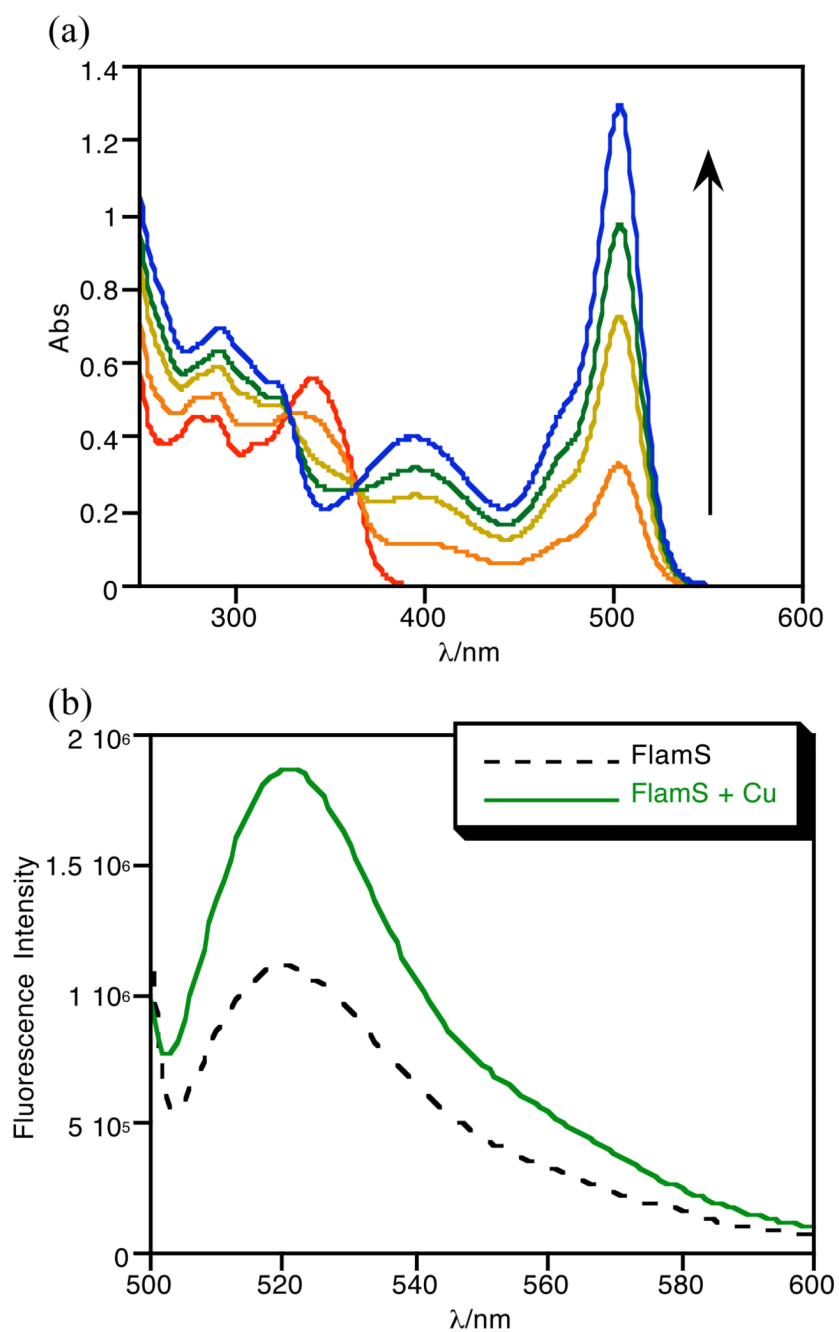 (a)
1.4
1.2
1
0.8
0.6
0.4
0.2
0
Abs
300 400 500 600
λ/nm
(b)
2 10⁶
1.5 10⁶
1 10⁶
5 10⁵
0
Fluorescence Intensity
FlamS
FlamS + Cu
500 520 540 560 580 600
λ/nm